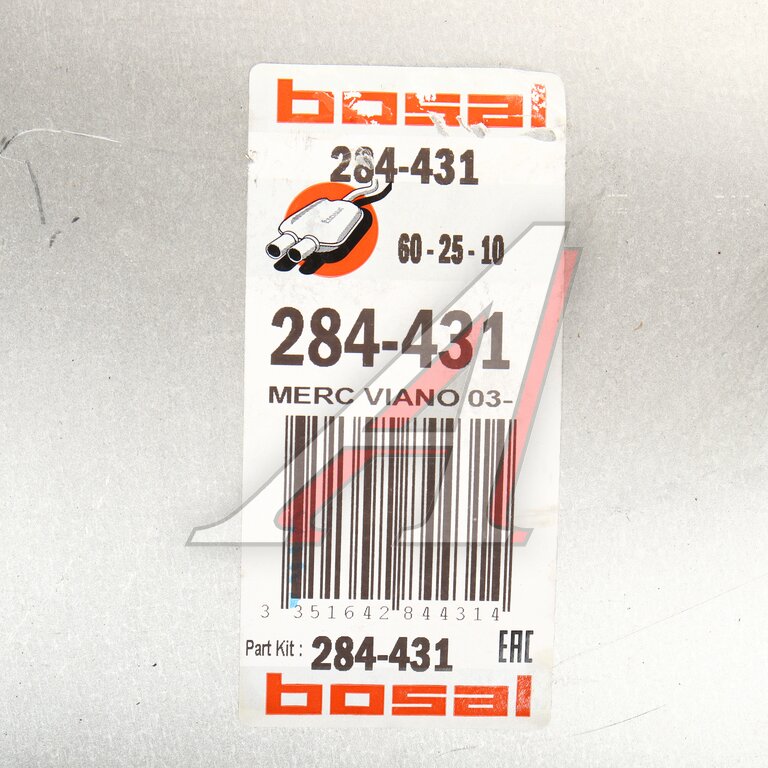 bosal
284-431
bosal
60 - 25 - 10
284-431
MERC VIANO 03-
3 351642 844314
Part Kit : 284-431
EAC
bosal